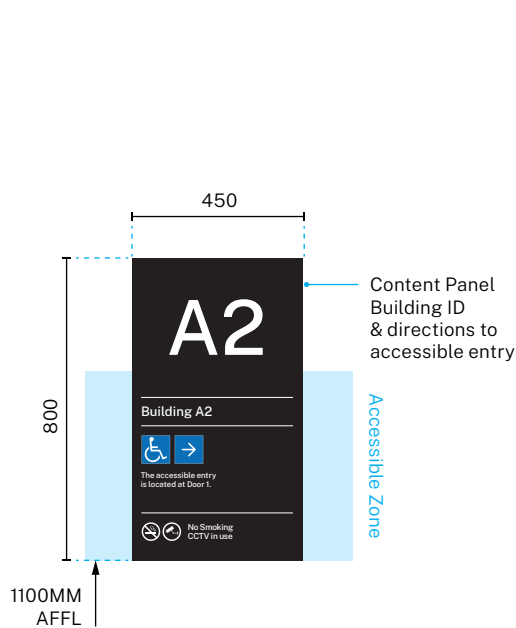 450
Content Panel
Building ID
& directions to
accessible entry
A2
800
Building A2
Accessible Zone
The accessible entry
is located at Door 1.
No Smoking
CCTV in use
1100MM
AFFL